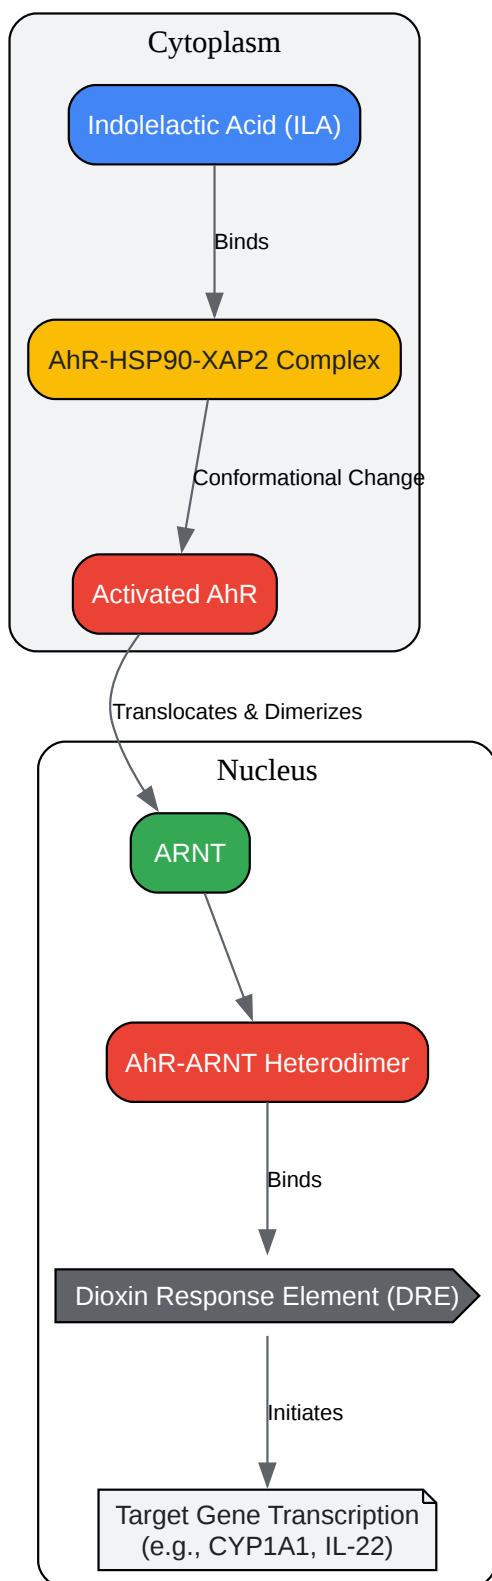 Cytoplasm
Indolelactic Acid (ILA)
Binds
AhR-HSP90-XAP2 Complex
Conformational Change
Activated AhR
Translocates & Dimerizes
Nucleus
ARNT
AhR-ARNT Heterodimer
Binds
Dioxin Response Element (DRE)
Initiates
Target Gene Transcription
(e.g., CYP1A1, IL-22)